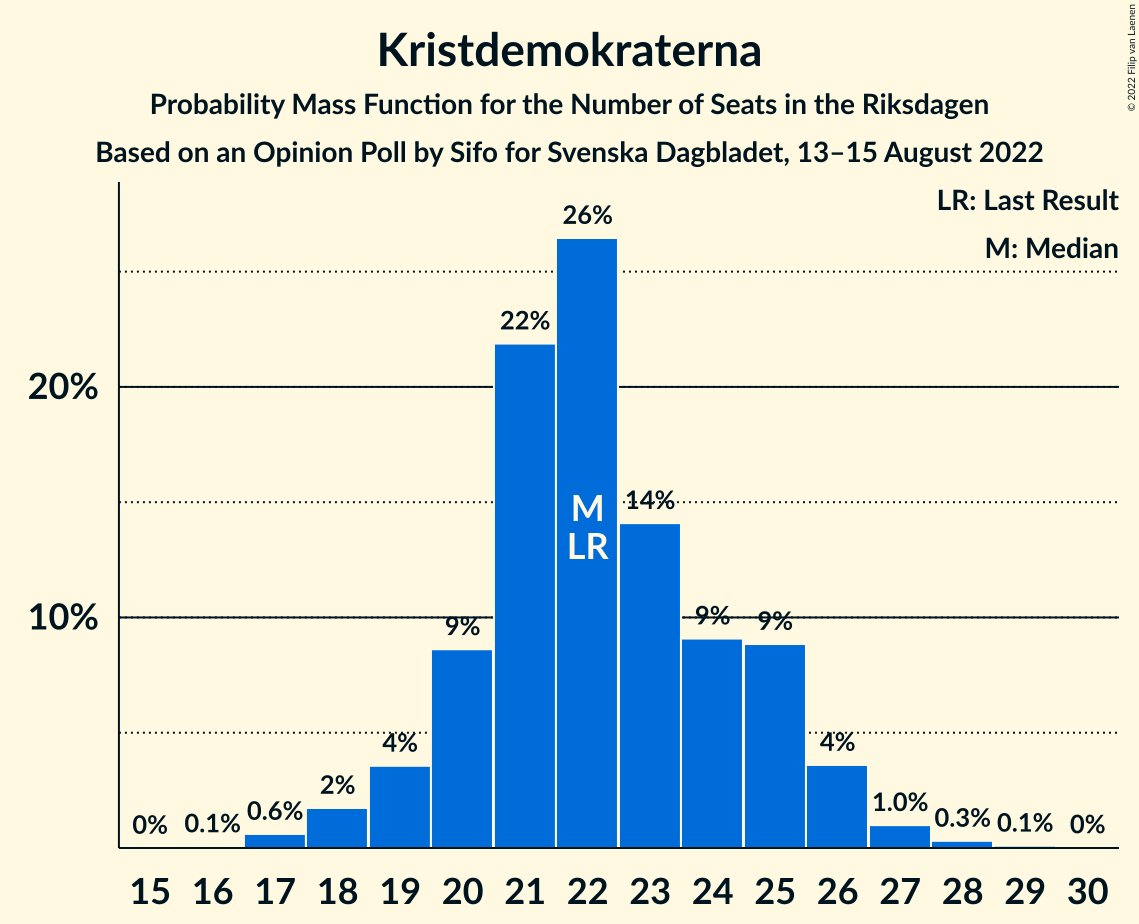 Kristdemokraterna
Probability Mass Function for the Number of Seats in the Riksdagen
Based on an Opinion Poll by Sifo for Svenska Dagbladet, 13–15 August 2022
© 2022 Filip van Laenen
LR: Last Result
M: Median
20%
10%
0% 0.1% 0.6% 2% 4% 9% 22% 26% 14% 9% 9% 4% 1.0% 0.3% 0.1% 0%
M
LR
15 16 17 18 19 20 21 22 23 24 25 26 27 28 29 30